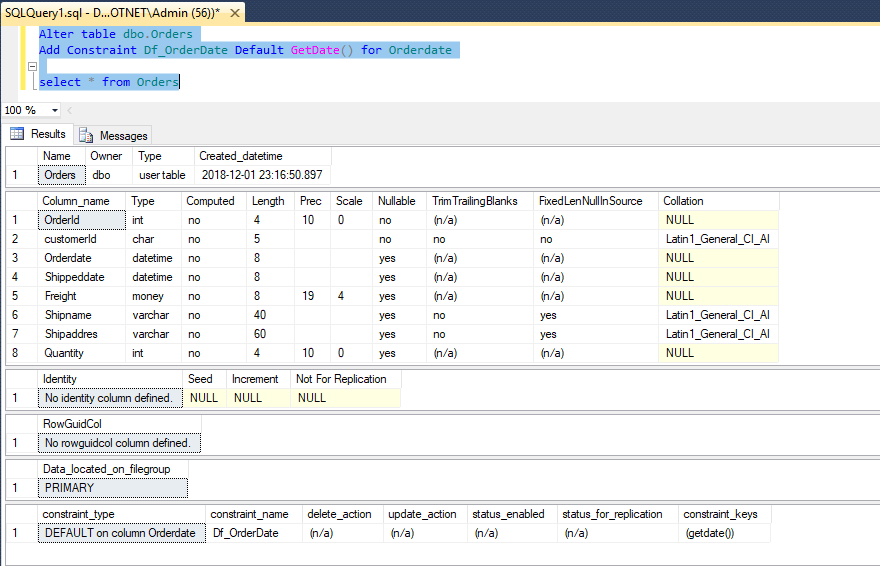 SQLQuery1.sql - D...OTNET\Admin (56))*
Alter table dbo.Orders
Add Constraint Df_OrderDate Default GetDate() for Orderdate
select * from Orders
100 %
Results Messages
Name Owner Type Created_datetime
1 Orders dbo user table 2018-12-01 23:16:50.897
Column_name Type Computed Length Prec Scale Nullable TrimTrailingBlanks FixedLenNullInSource Collation
1 OrderId int no 4 10 0 no (n/a) (n/a) NULL
2 customerId char no 5 no no no Latin1_General_CI_AI
3 Orderdate datetime no 8 yes (n/a) (n/a) NULL
4 Shippeddate datetime no 8 yes (n/a) (n/a) NULL
5 Freight money no 8 19 4 yes (n/a) (n/a) NULL
6 Shipname varchar no 40 yes no yes Latin1_General_CI_AI
7 Shipaddres varchar no 60 yes no yes Latin1_General_CI_AI
8 Quantity int no 4 10 0 yes (n/a) (n/a) NULL
Identity Seed Increment Not For Replication
1 No identity column defined. NULL NULL NULL
RowGuidCol
1 No rowguidcol column defined.
Data_located_on_filegroup
1 PRIMARY
constraint_type constraint_name delete_action update_action status_enabled status_for_replication constraint_keys
1 DEFAULT on column Orderdate Df_OrderDate (n/a) (n/a) (n/a) (n/a) (getdate())